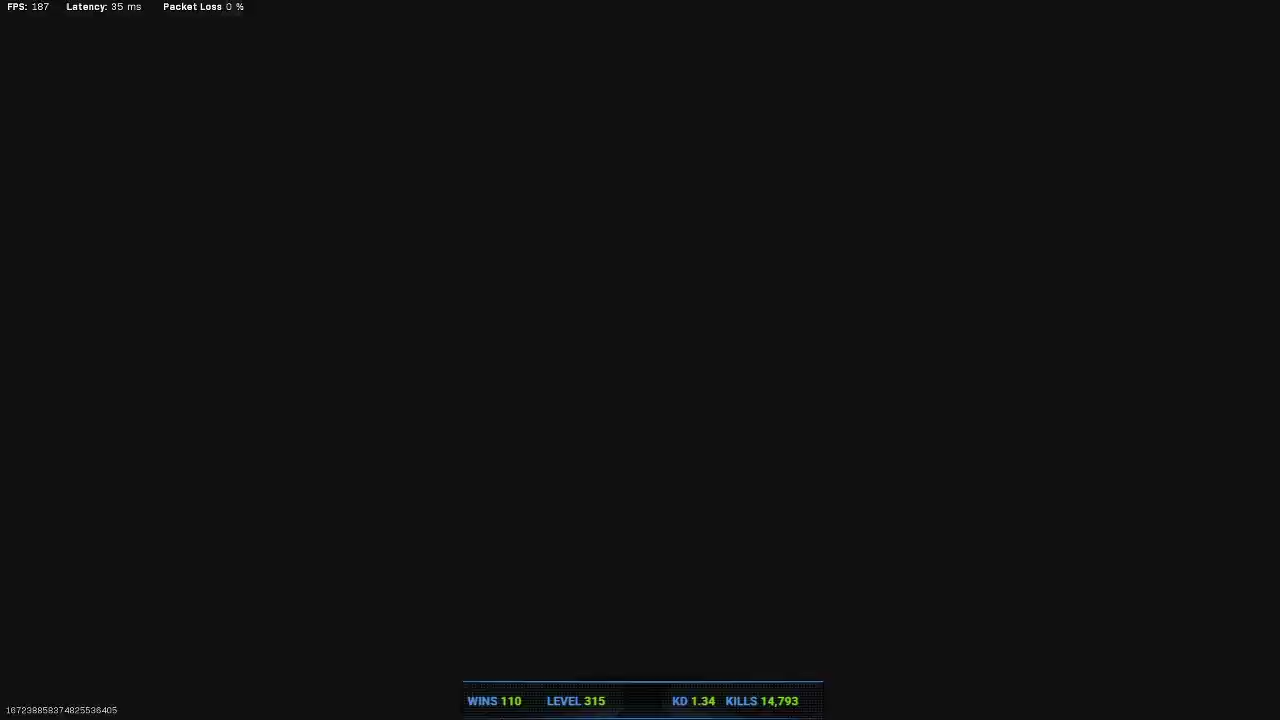 FPS: 187 Latency: 35 ms Packet Loss 0 %
WINS 110 LEVEL 315 KD 1.34 KILLS 14,793